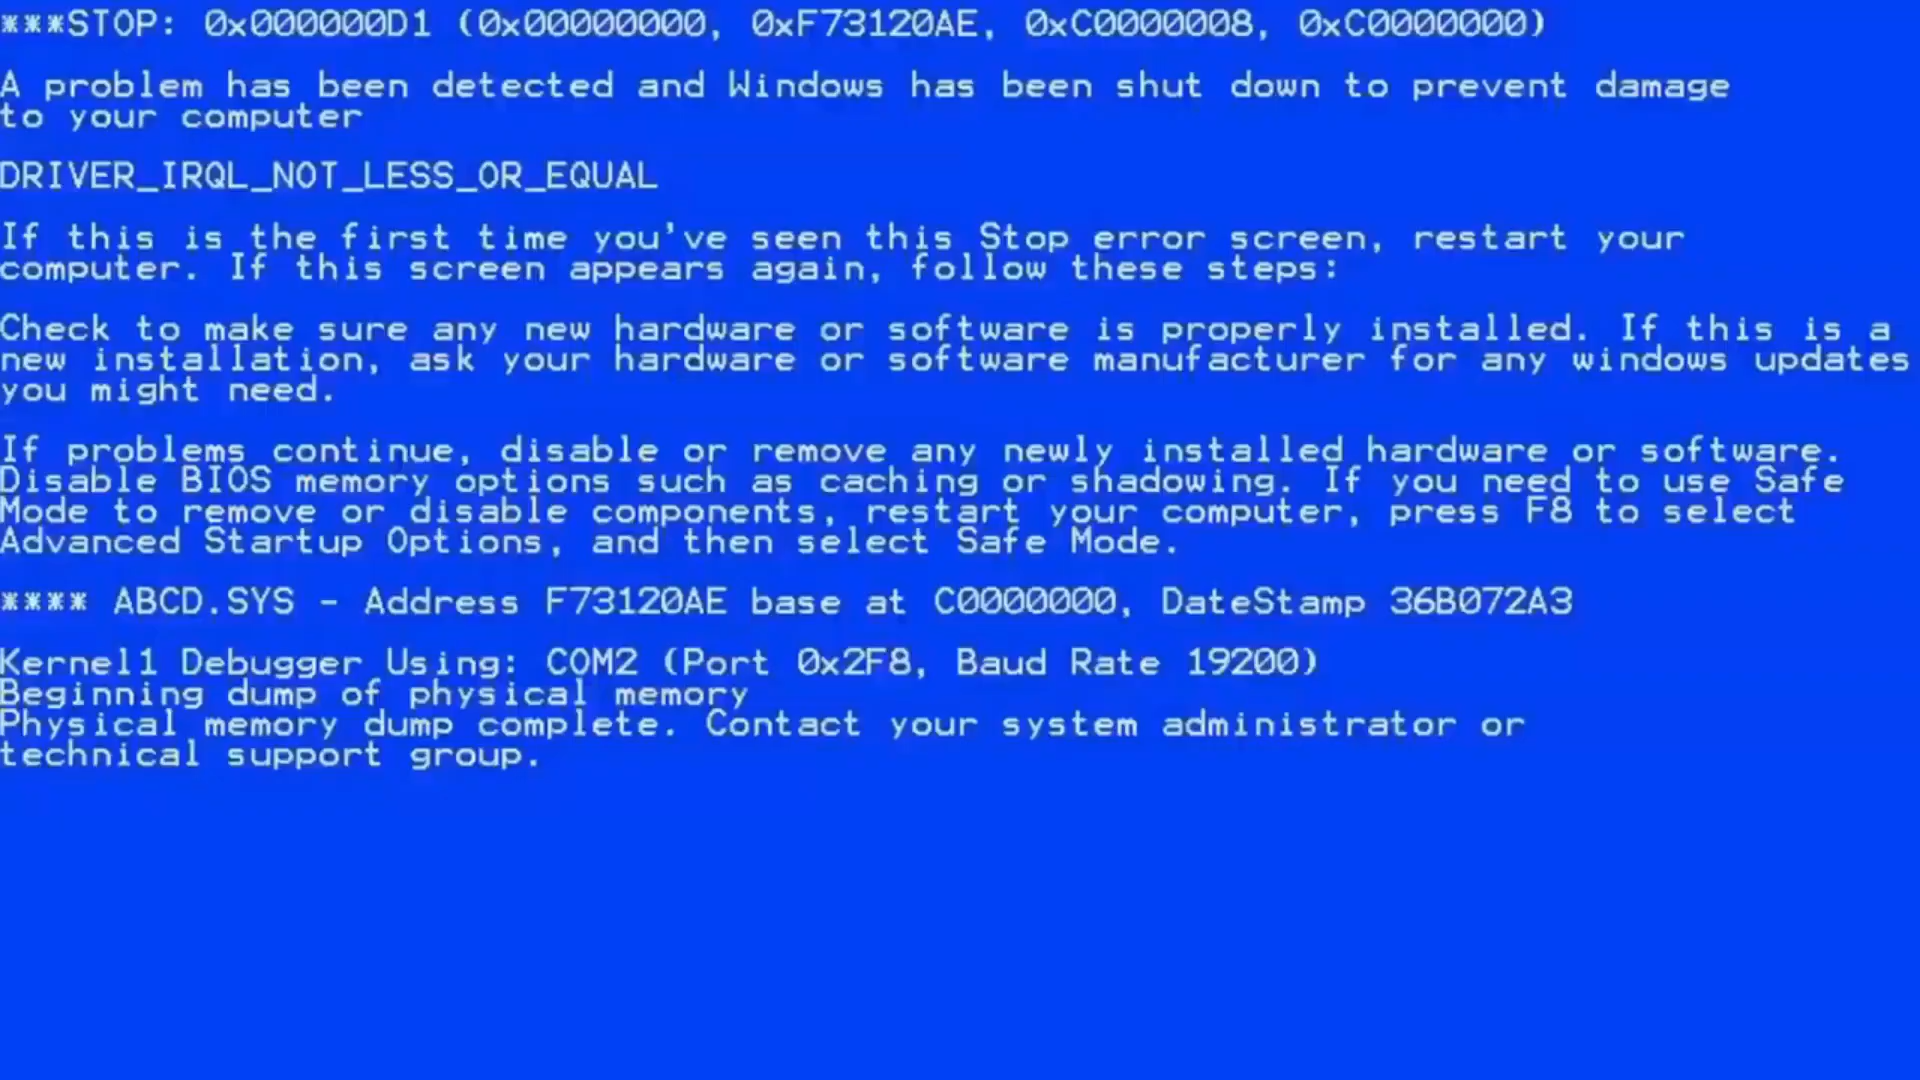 ***STOP: 0x000000D1 (0x00000000, 0xF73120AE, 0xC0000008, 0xC0000000)
A problem has been detected and Windows has been shut down to prevent damage
to your computer
DRIVER_IRQL_NOT_LESS_OR_EQUAL
If this is the first time you've seen this Stop error screen, restart your
computer. If this screen appears again, follow these steps:
Check to make sure any new hardware or software is properly installed. If this is a
new installation, ask your hardware or software manufacturer for any windows updates
you might need.
If problems continue, disable or remove any newly installed hardware or software.
Disable BIOS memory options such as caching or shadowing. If you need to use Safe
Mode to remove or disable components, restart your computer, press F8 to select
Advanced Startup Options, and then select Safe Mode.
**** ABCD.SYS - Address F73120AE base at C0000000, DateStamp 36B072A3
Kernel1 Debugger Using: COM2 (Port 0x2F8, Baud Rate 19200)
Beginning dump of physical memory
Physical memory dump complete. Contact your system administrator or
technical support group.